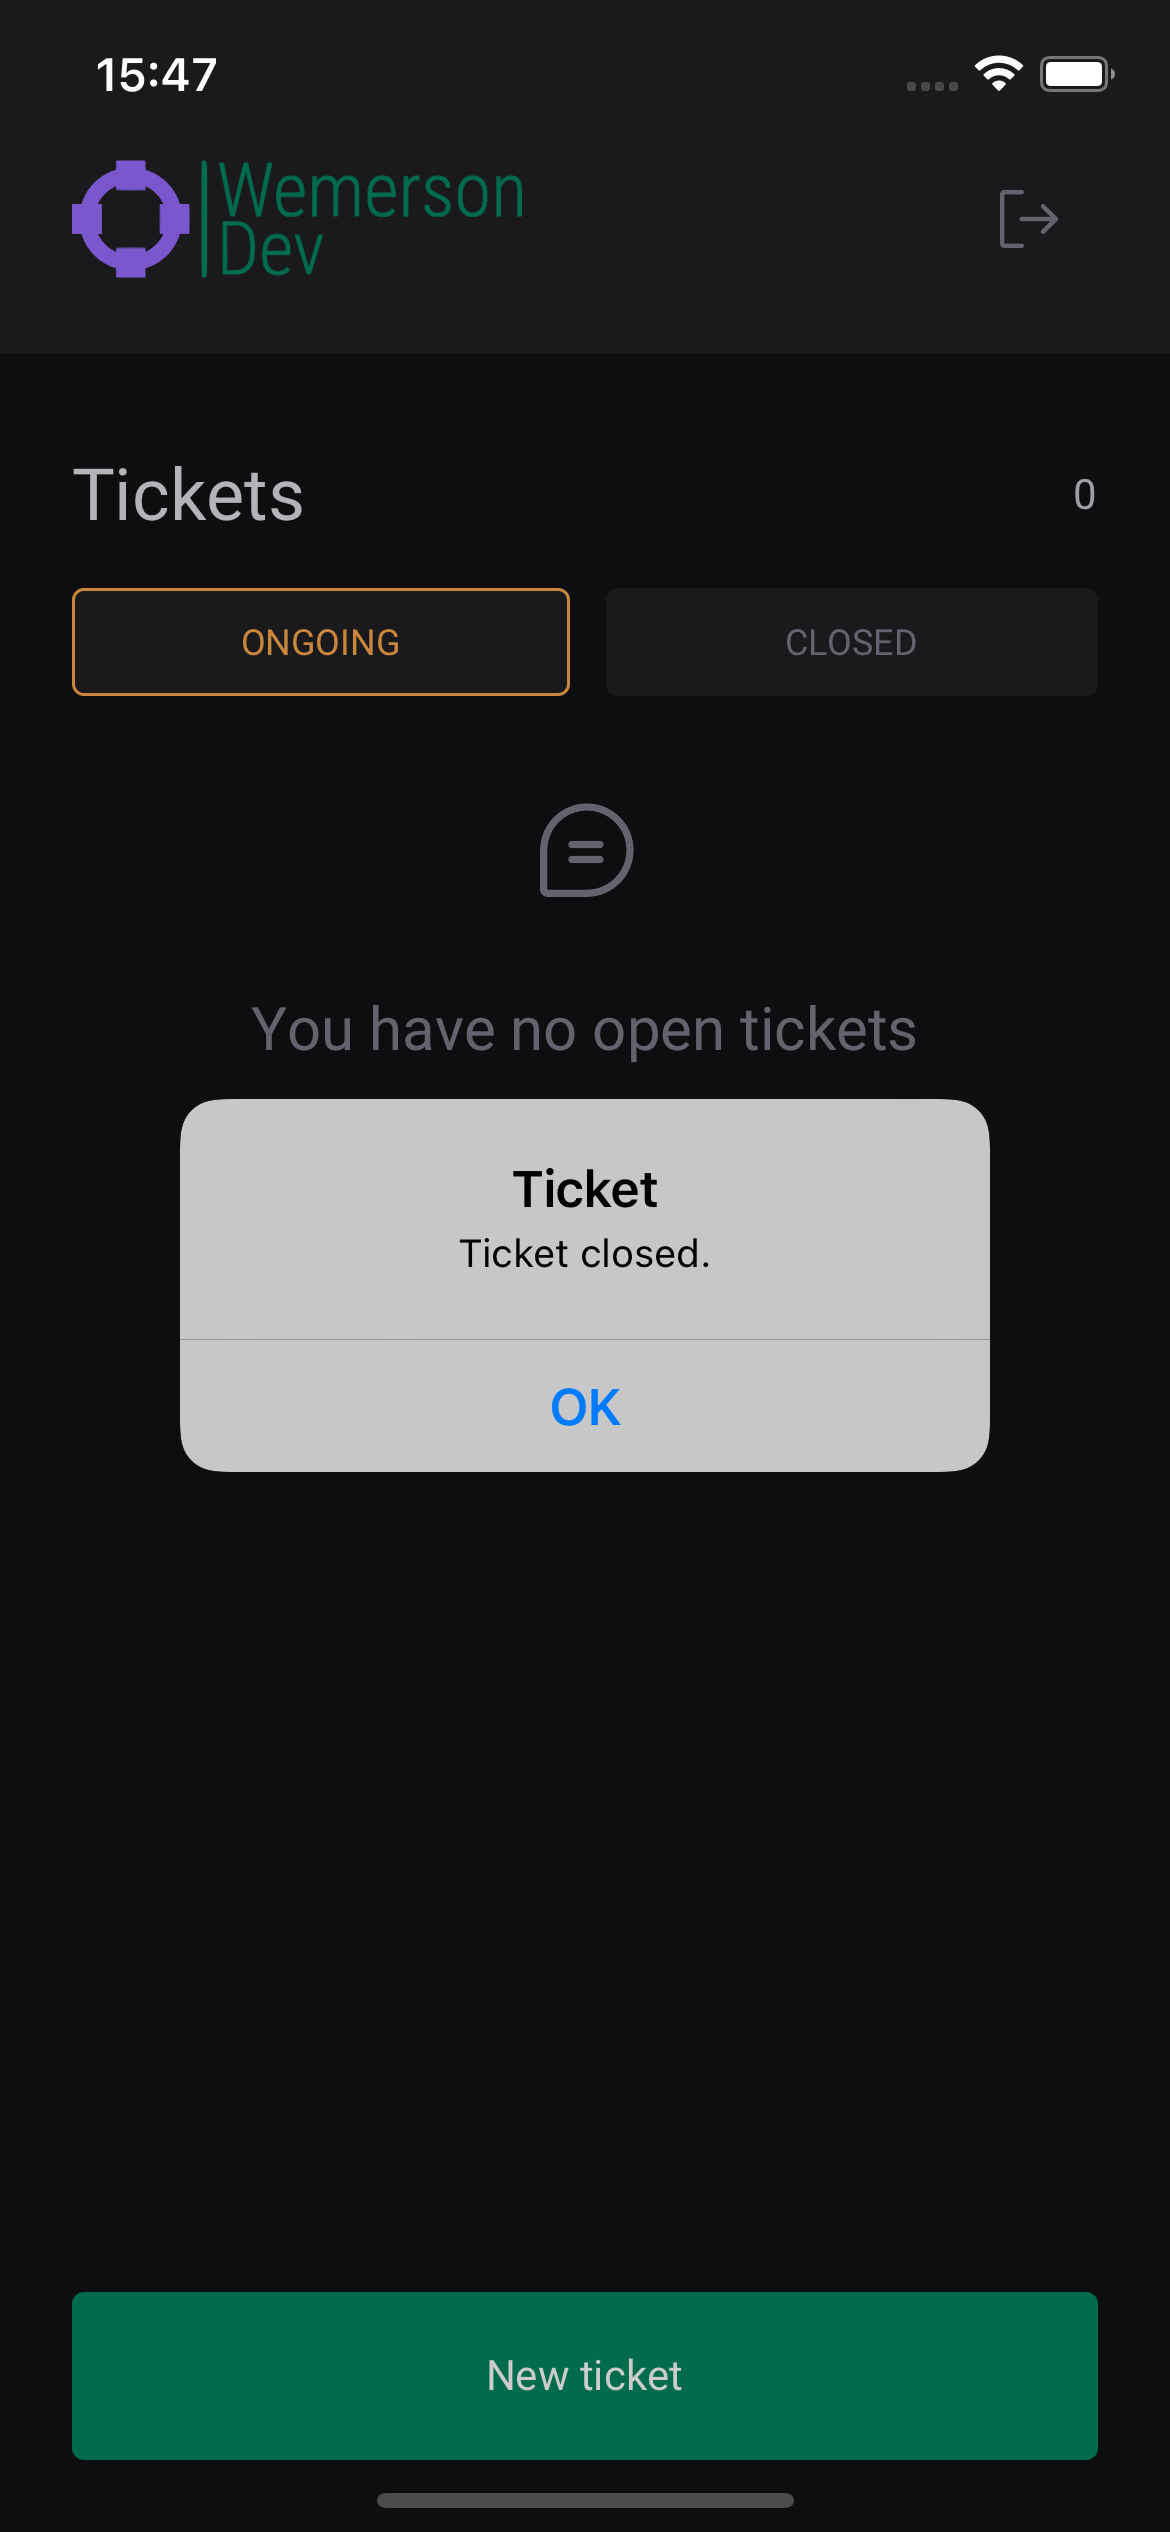 15:47
Wemerson
Dev
Tickets
0
ONGOING
CLOSED
You have no open tickets
Ticket
Ticket closed.
OK
New ticket